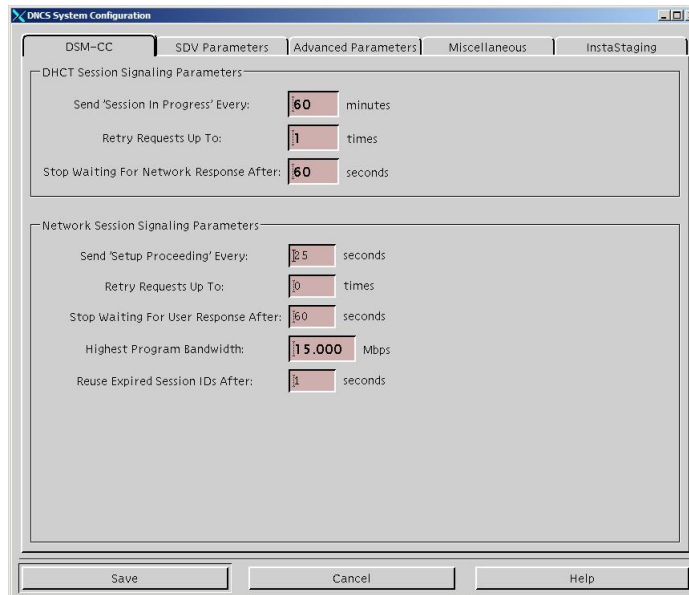 DNCS System Configuration
DSM-CC SDV Parameters Advanced Parameters Miscellaneous InstaStaging
DHCT Session Signaling Parameters
Send 'Session In Progress' Every: 60 minutes
Retry Requests Up To: 1 times
Stop Waiting For Network Response After: 60 seconds
Network Session Signaling Parameters
Send 'Setup Proceeding' Every: 25 seconds
Retry Requests Up To: 0 times
Stop Waiting For User Response After: 60 seconds
Highest Program Bandwidth: 15.000 Mbps
Reuse Expired Session IDs After: 1 seconds
Save Cancel Help